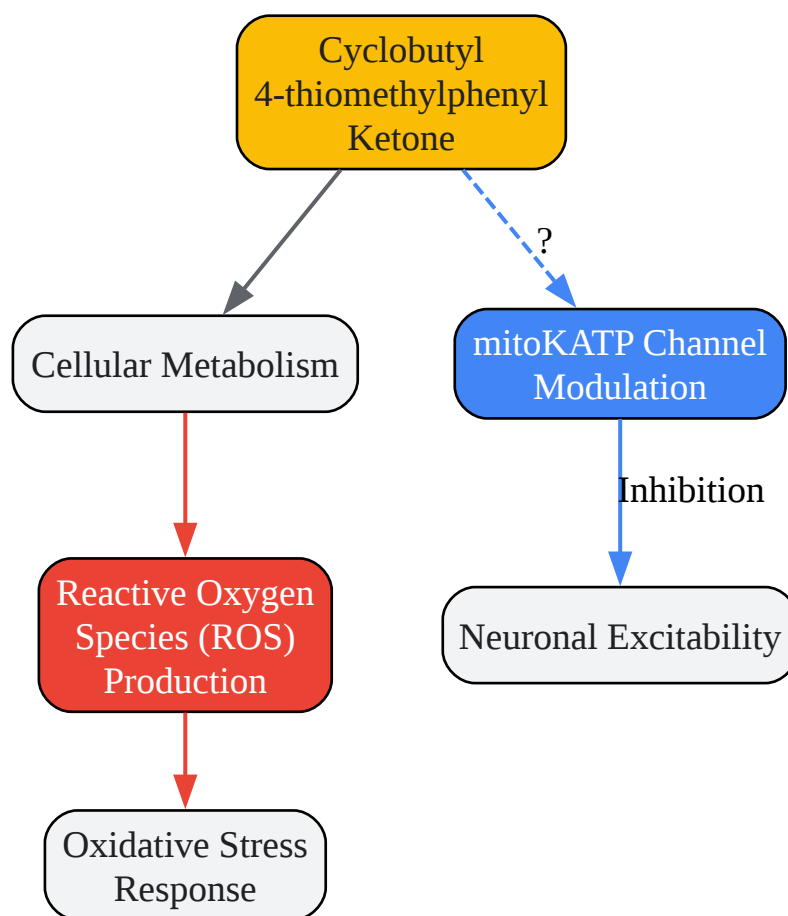 Cyclobutyl
4-thiomethylphenyl
Ketone
?
Cellular Metabolism
mitoKATP Channel
Modulation
Inhibition
Reactive Oxygen
Species (ROS)
Production
Neuronal Excitability
Oxidative Stress
Response